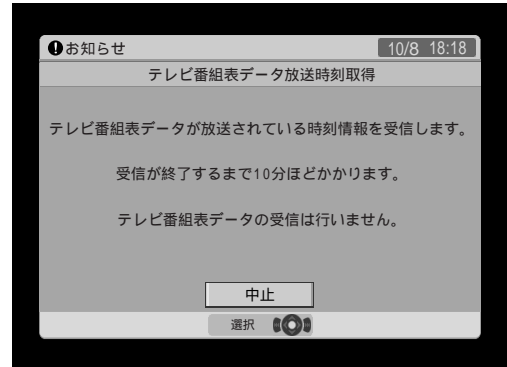 お知らせ
10/8 18:18
テレビ番組表データ放送時刻取得
テレビ番組表データが放送されている時刻情報を受信します。
受信が終了するまで10分ほどかかります。
テレビ番組表データの受信は行いません。
中止
選択